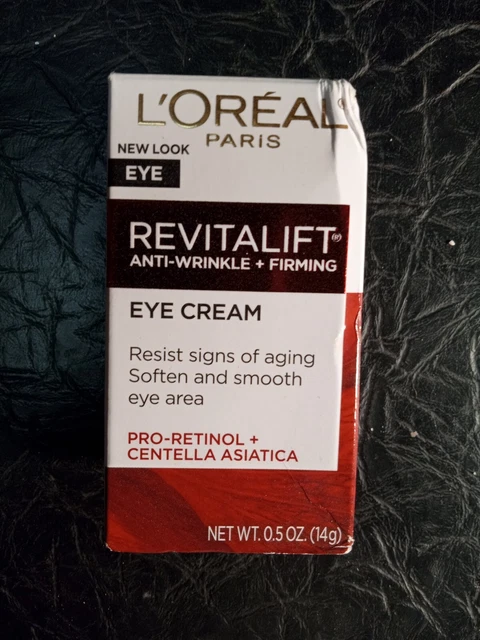 L'ORÉAL®
PARIS
NEW LOOK
EYE
REVITALIFT®
ANTI-WRINKLE + FIRMING
EYE CREAM
Resist signs of aging
Soften and smooth
eye area
PRO-RETINOL +
CENTELLA ASIATICA
NET WT. 0.5 OZ. (14g)